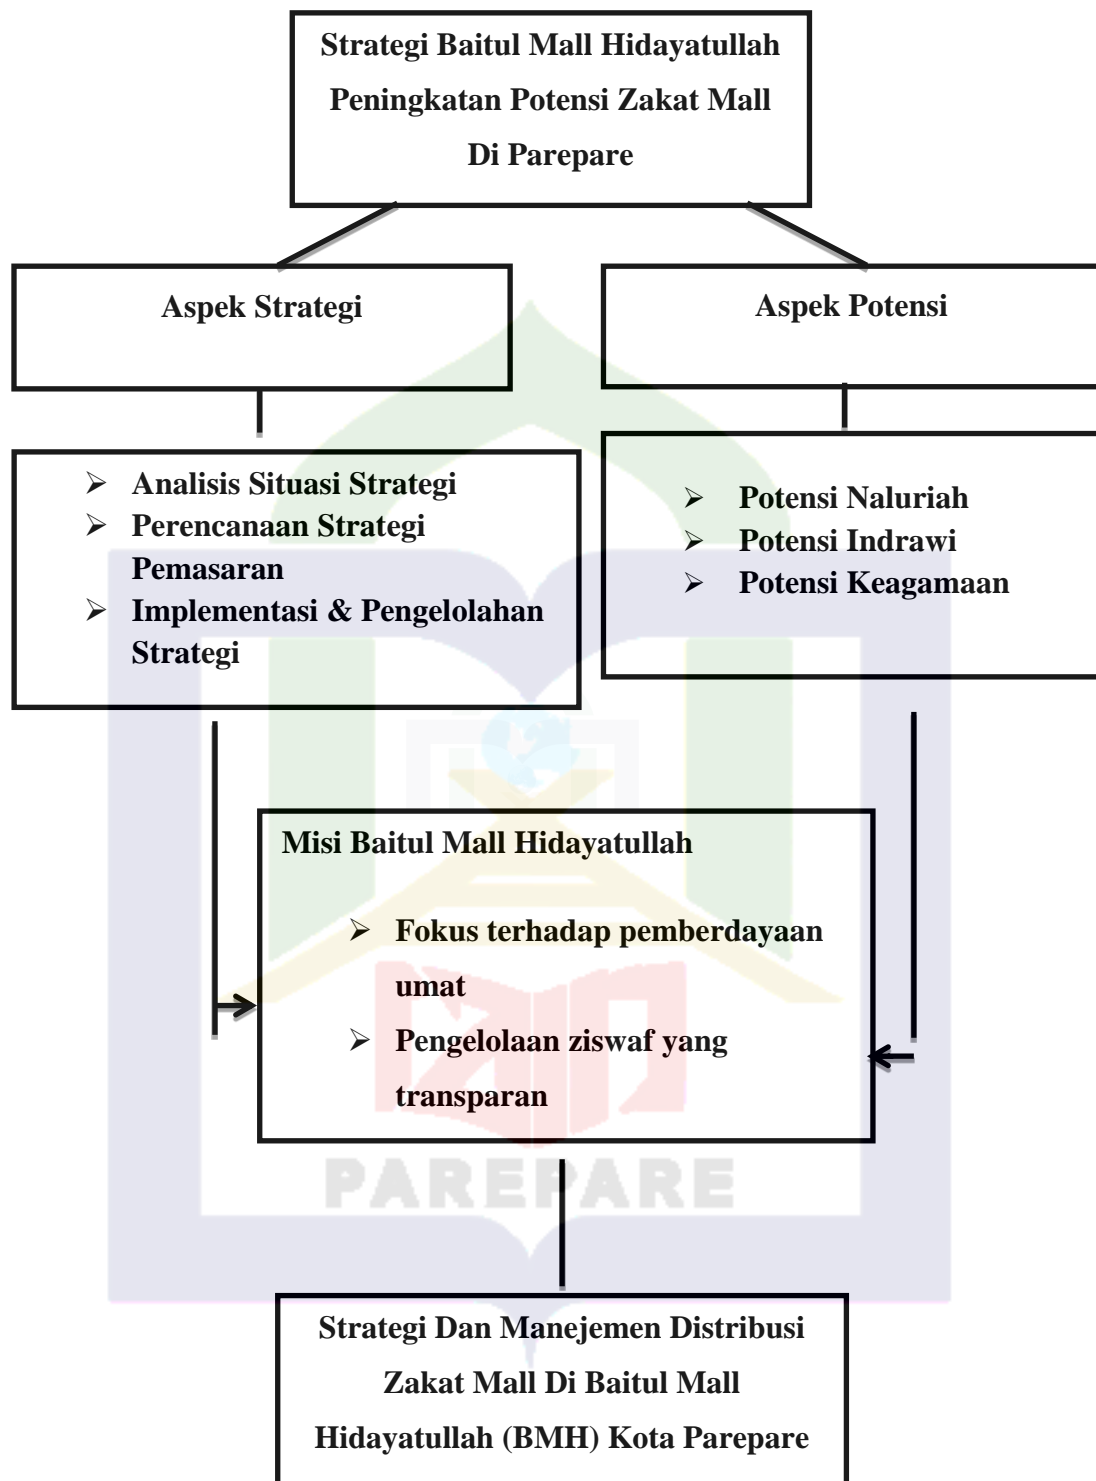 Strategi Baitul Mall Hidayatullah
Peningkatan Potensi Zakat Mall
Di Parepare
Aspek Strategi
Aspek Potensi
➢ Analisis Situasi Strategi
➢ Perencanaan Strategi
Pemasaran
➢ Implementasi & Pengelolahan
Strategi
➢ Potensi Naluriah
➢ Potensi Indrawi
➢ Potensi Keagamaan
Misi Baitul Mall Hidayatullah
➢ Fokus terhadap pemberdayaan
umat
➢ Pengelolaan ziswaf yang
transparan
PAREPARE
Strategi Dan Manejemen Distribusi
Zakat Mall Di Baitul Mall
Hidayatullah (BMH) Kota Parepare